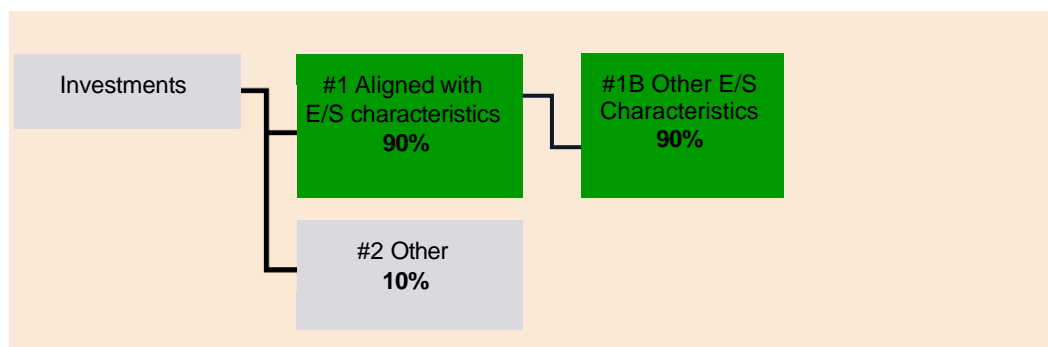 Investments
#1 Aligned with
E/S characteristics
90%
#1B Other E/S
Characteristics
90%
#2 Other
10%